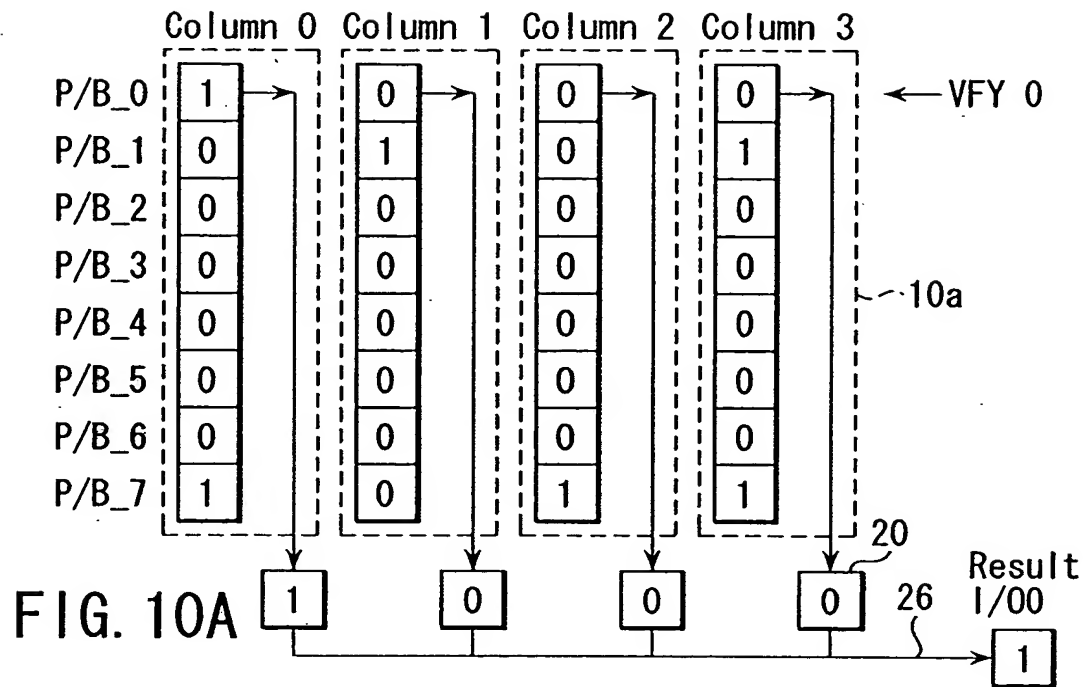 Column 0 Column 1 Column 2 Column 3
P/B_0 1 0 0 0 VFY 0
P/B_1 0 1 0 1
P/B_2 0 0 0 0
P/B_3 0 0 0 0 10a
P/B_4 0 0 0 0
P/B_5 0 0 0 0
P/B_6 0 0 0 0
P/B_7 1 0 1 1
20
Result
I/O0
1 0 0 0 26
FIG. 10A
1